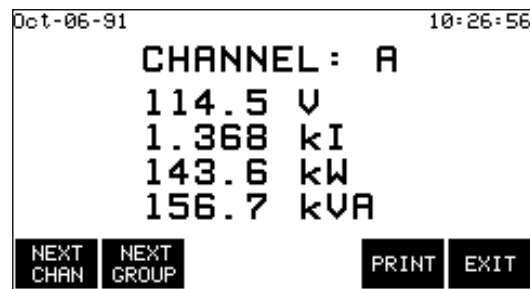 Oct-06-91 10:26:56
CHANNEL: A
114.5 V
1.368 kI
143.6 kW
156.7 kVA
NEXT CHAN NEXT GROUP PRINT EXIT